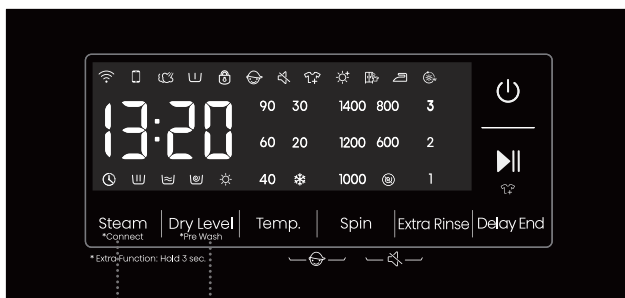 13:20
90 30 1400 800 3
60 20 1200 600 2
40 1000 1
Steam Dry Level Temp. Spin Extra Rinse Delay End
*Connect *Pre Wash
* Extra Function: Hold 3 sec.